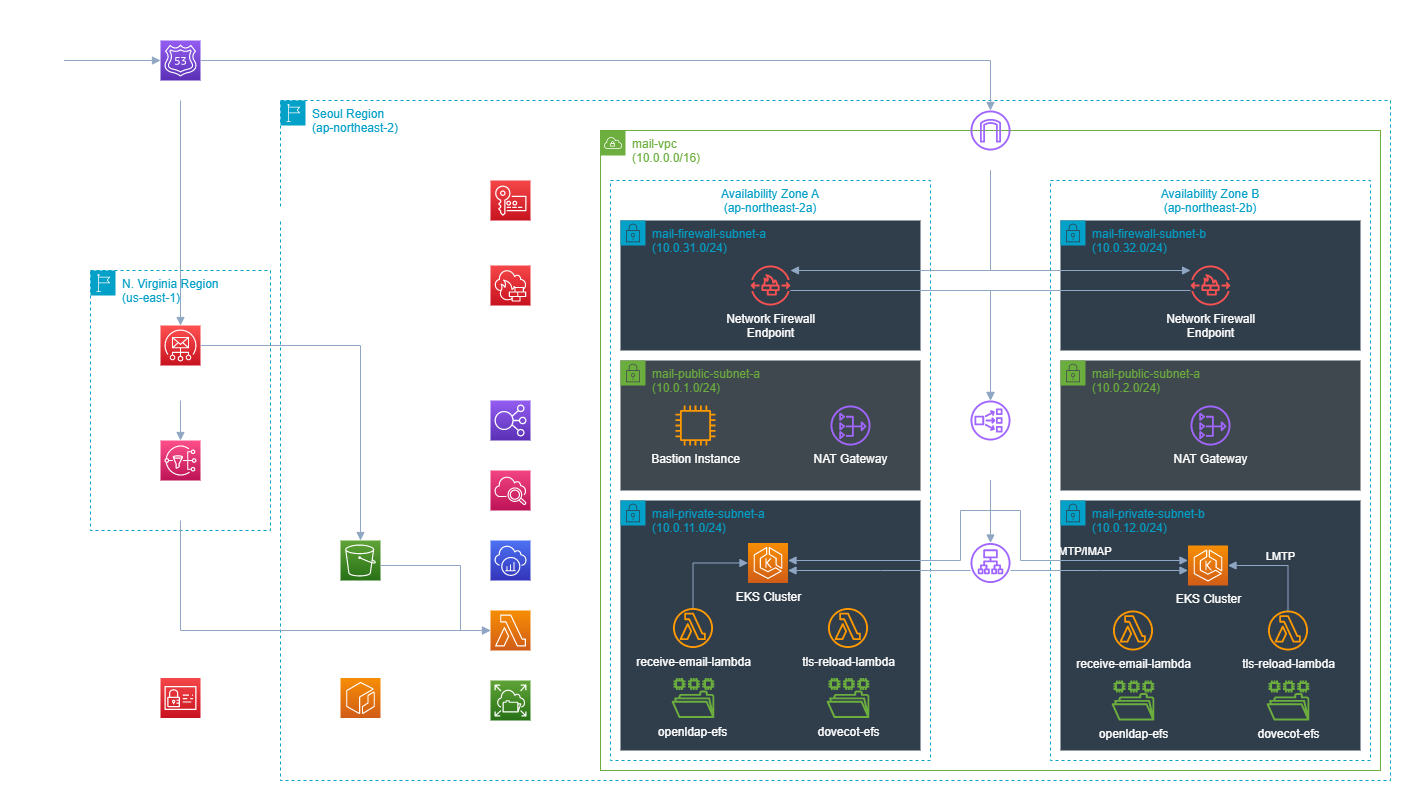 53
Seoul Region
(ap-northeast-2)
mail-vpc
(10.0.0.0/16)
Availability Zone A
(ap-northeast-2a)
Availability Zone B
(ap-northeast-2b)
mail-firewall-subnet-a
(10.0.31.0/24)
Network Firewall
Endpoint
mail-firewall-subnet-b
(10.0.32.0/24)
Network Firewall
Endpoint
N. Virginia Region
(us-east-1)
mail-public-subnet-a
(10.0.1.0/24)
Bastion Instance
NAT Gateway
mail-public-subnet-a
(10.0.2.0/24)
NAT Gateway
mail-private-subnet-a
(10.0.11.0/24)
EKS Cluster
receive-email-lambda
tls-reload-lambda
openldap-efs
dovecot-efs
mail-private-subnet-b
(10.0.12.0/24)
MTP/IMAP
LMTP
EKS Cluster
receive-email-lambda
tls-reload-lambda
openldap-efs
dovecot-efs